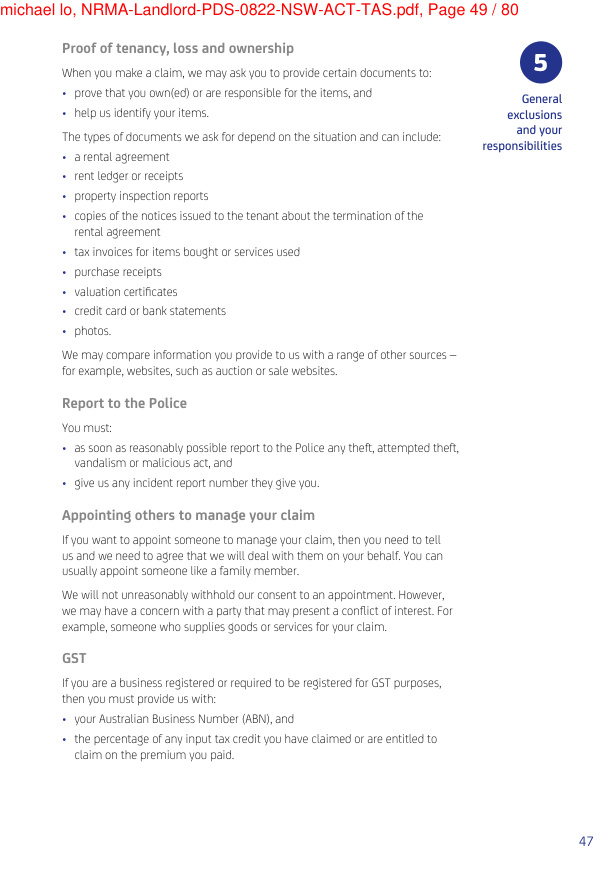 michael lo, NRMA-Landlord-PDS-0822-NSW-ACT-TAS.pdf, Page 49 / 80
Proof of tenancy, loss and ownership
When you make a claim, we may ask you to provide certain documents to:
• prove that you own(ed) or are responsible for the items, and
• help us identify your items.
The types of documents we ask for depend on the situation and can include:
• a rental agreement
• rent ledger or receipts
• property inspection reports
• copies of the notices issued to the tenant about the termination of the
rental agreement
• tax invoices for items bought or services used
• purchase receipts
• valuation certificates
• credit card or bank statements
• photos.
We may compare information you provide to us with a range of other sources –
for example, websites, such as auction or sale websites.
Report to the Police
You must:
• as soon as reasonably possible report to the Police any theft, attempted theft,
vandalism or malicious act, and
• give us any incident report number they give you.
Appointing others to manage your claim
If you want to appoint someone to manage your claim, then you need to tell
us and we need to agree that we will deal with them on your behalf. You can
usually appoint someone like a family member.
We will not unreasonably withhold our consent to an appointment. However,
we may have a concern with a party that may present a conflict of interest. For
example, someone who supplies goods or services for your claim.
GST
If you are a business registered or required to be registered for GST purposes,
then you must provide us with:
• your Australian Business Number (ABN), and
• the percentage of any input tax credit you have claimed or are entitled to
claim on the premium you paid.
5
General
exclusions
and your
responsibilities
47